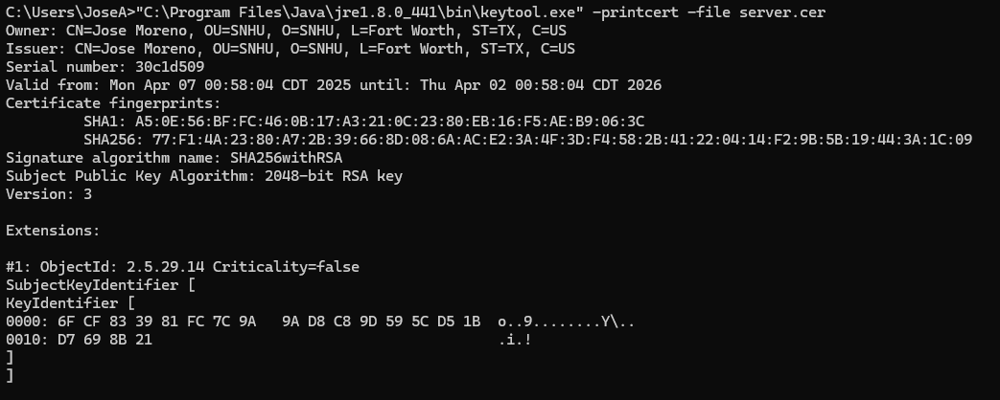 C:\Users\JoseA>"C:\Program Files\Java\jre1.8.0_441\bin\keytool.exe" -printcert -file server.cer
Owner: CN=Jose Moreno, OU=SNHU, O=SNHU, L=Fort Worth, ST=TX, C=US
Issuer: CN=Jose Moreno, OU=SNHU, O=SNHU, L=Fort Worth, ST=TX, C=US
Serial number: 30c1d509
Valid from: Mon Apr 07 00:58:04 CDT 2025 until: Thu Apr 02 00:58:04 CDT 2026
Certificate fingerprints:
         SHA1: A5:0E:56:BF:FC:46:0B:17:A3:21:0C:23:80:EB:16:F5:AE:B9:06:3C
         SHA256: 77:F1:4A:23:80:A7:2B:39:66:8D:08:6A:AC:E2:3A:4F:3D:F4:58:2B:41:22:04:14:F2:9B:5B:19:44:3A:1C:09
Signature algorithm name: SHA256withRSA
Subject Public Key Algorithm: 2048-bit RSA key
Version: 3

Extensions:

#1: ObjectId: 2.5.29.14 Criticality=false
SubjectKeyIdentifier [
KeyIdentifier [
0000: 6F CF 83 39 81 FC 7C 9A   9A D8 C8 9D 59 5C D5 1B  o..9........Y\..
0010: D7 69 8B 21                                        .i.!
]
]